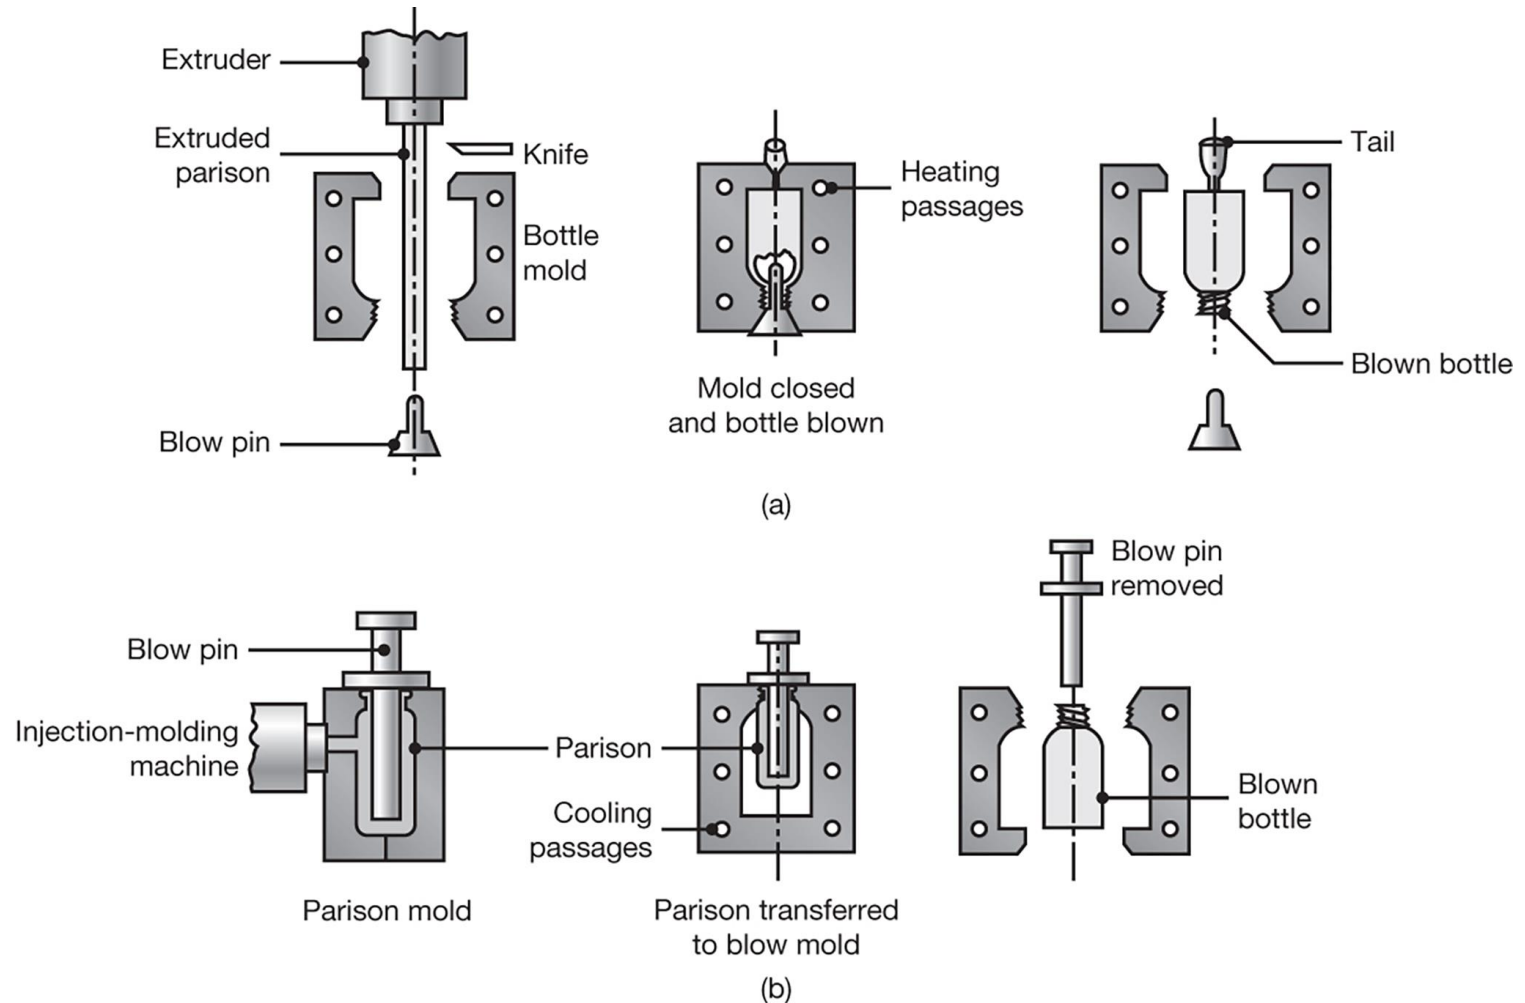 Extruder
Extruded
parison
Knife
Bottle
mold
Blow pin
Heating
passages
Mold closed
and bottle blown
Tail
Blown bottle
(a)
Blow pin
removed
Blow pin
Injection-molding
machine
Parison
Cooling
passages
Blown
bottle
Parison mold
Parison transferred
to blow mold
(b)